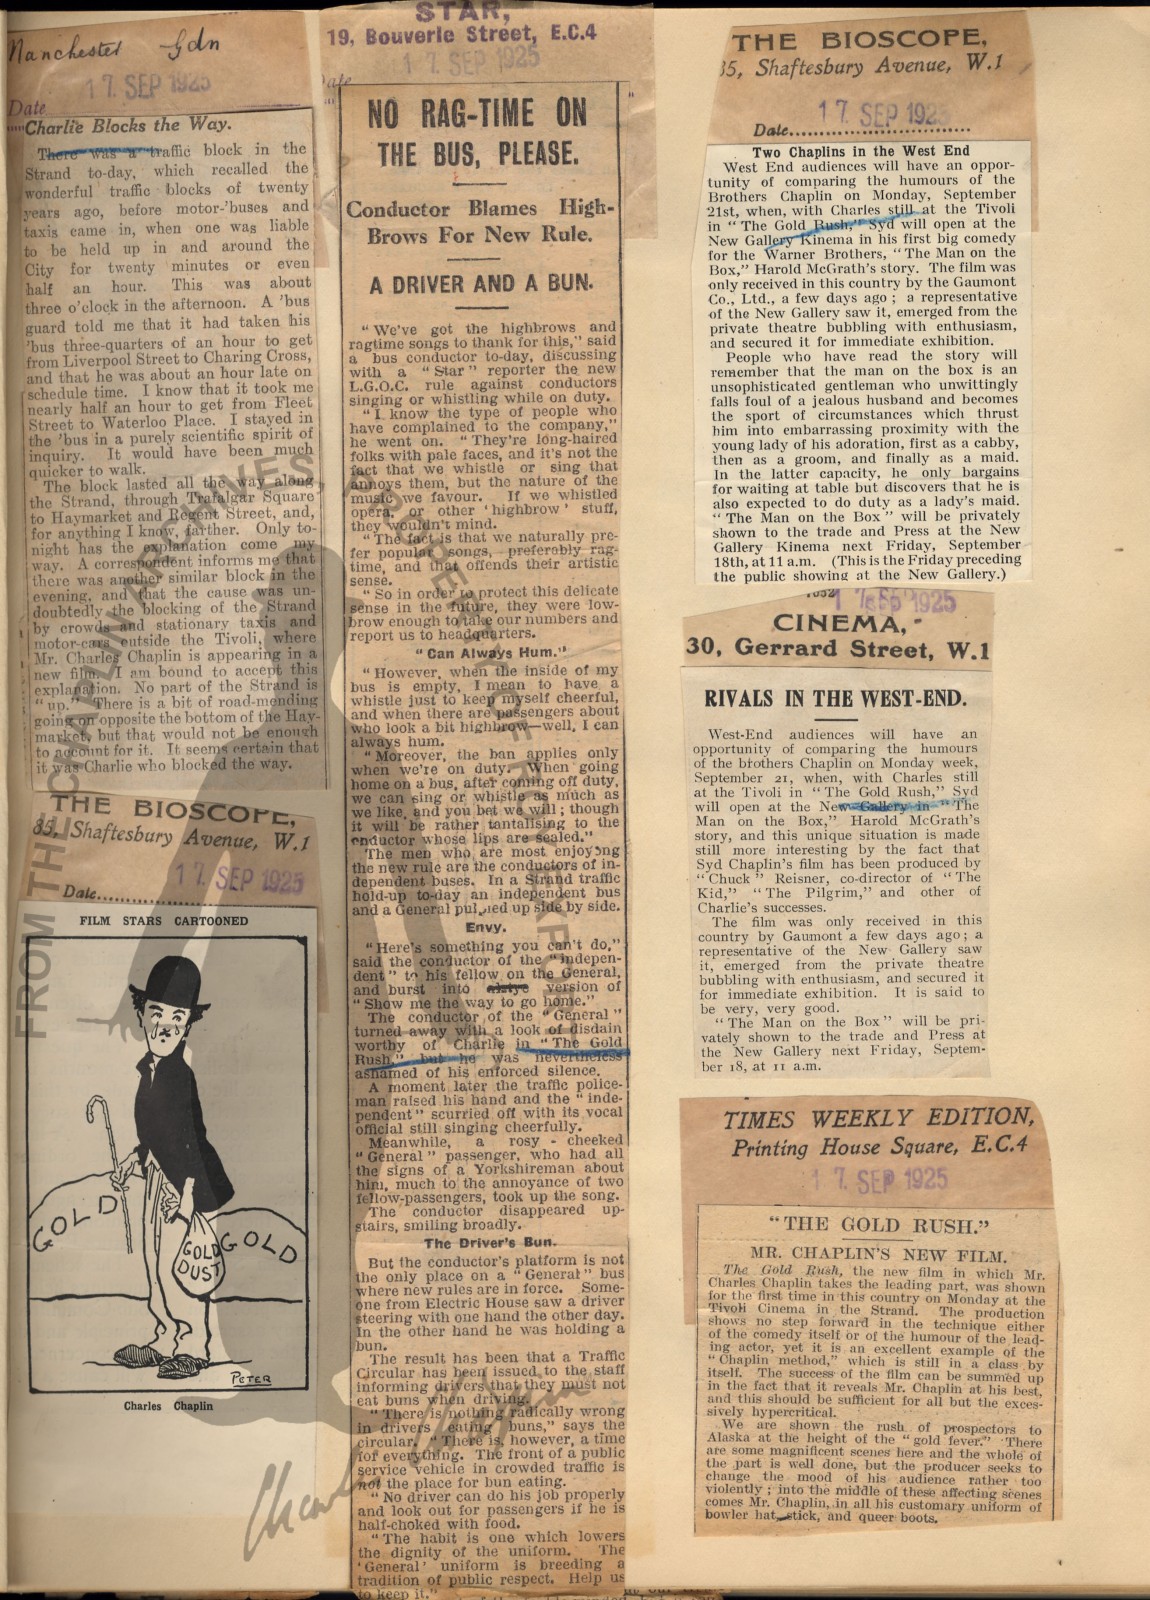 Manchester Gdn
17 SEP 1925
Date
Charlie Blocks the Way.
There was a traffic block in the
Strand to-day, which recalled the
wonderful traffic blocks of twenty
years ago, before motor-'buses and
taxis came in, when one was liable
to be held up in and around the
City for twenty minutes or even
half an hour. This was about
three o'clock in the afternoon. A 'bus
guard told me that it had taken his
'bus three-quarters of an hour to get
from Liverpool Street to Charing Cross,
and that he was about an hour late on
schedule time. I know that it took me
nearly half an hour to get from Fleet
Street to Waterloo Place. I stayed in
the 'bus in a purely scientific spirit of
inquiry. It would have been much
quicker to walk.
The block lasted all the way along
the Strand, through Trafalgar Square
to Haymarket and Regent Street, and,
for anything I know, farther. Only to-
night has the explanation come my
way. A correspondent informs me that
there was another similar block in the
evening, and that the cause was un-
doubtedly the blocking of the Strand
by crowds and stationary taxis and
motor-cars outside the Tivoli, where
Mr. Charles Chaplin is appearing in a
new film. I am bound to accept this
explanation. No part of the Strand is
"up." There is a bit of road-mending
going on opposite the bottom of the Hay-
market, but that would not be enough
to account for it. It seems certain that
it was Charlie who blocked the way.
THE BIOSCOPE,
85, Shaftesbury Avenue, W.1
17 SEP 1925
Date
FILM STARS CARTOONED
GOLD
GOLD
DUST
GOLD
PETER
Charles Chaplin
STAR,
19, Bouverie Street, E.C.4
17 SEP 1925
Date
NO RAG-TIME ON
THE BUS, PLEASE.
Conductor Blames High-
Brows For New Rule.
A DRIVER AND A BUN.
"We've got the highbrows and
ragtime songs to thank for this," said
a bus conductor to-day, discussing
with a "Star" reporter the new
L.G.O.C. rule against conductors
singing or whistling while on duty.
"I know the type of people who
have complained to the company,"
he went on. "They're long-haired
folks with pale faces, and it's not the
fact that we whistle or sing that
annoys them, but the nature of the
music we favour. If we whistled
opera, or other 'highbrow' stuff,
they wouldn't mind.
"The fact is that we naturally pre-
fer popular songs, preferably rag-
time, and that offends their artistic
sense.
"So in order to protect this delicate
sense in the future, they were low-
brow enough to take our numbers and
report us to headquarters.
"Can Always Hum."
"However, when the inside of my
bus is empty, I mean to have a
whistle just to keep myself cheerful,
and when there are passengers about
who look a bit highbrow—well, I can
always hum.
"Moreover, the ban applies only
when we're on duty. When going
home on a bus, after coming off duty,
we can sing or whistle as much as
we like, and you bet we will; though
it will be rather tantalising to the
conductor whose lips are sealed."
The men who are most enjoying
the new rule are the conductors of in-
dependent buses. In a Strand traffic
hold-up to-day an independent bus
and a General pulled up side by side.
Envy.
"Here's something you can't do,"
said the conductor of the "indepen-
dent" to his fellow on the General,
and burst into version of
"Show me the way to go home."
The conductor of the "General"
turned away with a look of disdain
worthy of Charlie in "The Gold
Rush," but he was nevertheless
ashamed of his enforced silence.
A moment later the traffic police-
man raised his hand and the "inde-
pendent" scurried off with its vocal
official still singing cheerfully.
Meanwhile, a rosy-cheeked
"General" passenger, who had all
the signs of a Yorkshireman about
him, much to the annoyance of two
fellow-passengers, took up the song.
The conductor disappeared up-
stairs, smiling broadly.
The Driver's Bun.
But the conductor's platform is not
the only place on a "General" bus
where new rules are in force. Some-
one from Electric House saw a driver
steering with one hand the other day.
In the other hand he was holding a
bun.
The result has been that a Traffic
Circular has been issued to the staff
informing drivers that they must not
eat buns when driving.
"There is nothing radically wrong
in drivers eating buns," says the
circular. "There is, however, a time
for everything. The front of a public
service vehicle in crowded traffic is
not the place for bun eating.
"No driver can do his job properly
and look out for passengers if he is
half-choked with food.
"The habit is one which lowers
the dignity of the uniform. The
'General' uniform is breeding a
tradition of public respect. Help us
to keep it."
THE BIOSCOPE,
85, Shaftesbury Avenue, W.1
17 SEP 1925
Date
Two Chaplins in the West End
West End audiences will have an oppor-
tunity of comparing the humours of the
Brothers Chaplin on Monday, September
21st, when, with Charles still at the Tivoli
in "The Gold Rush," Syd will open at the
New Gallery Kinema in his first big comedy
for the Warner Brothers, "The Man on the
Box," Harold McGrath's story. The film was
only received in this country by the Gaumont
Co., Ltd., a few days ago; a representative
of the New Gallery saw it, emerged from the
private theatre bubbling with enthusiasm,
and secured it for immediate exhibition.
People who have read the story will
remember that the man on the box is an
unsophisticated gentleman who unwittingly
falls foul of a jealous husband and becomes
the sport of circumstances which thrust
him into embarrassing proximity with the
young lady of his adoration, first as a cabby,
then as a groom, and finally as a maid.
In the latter capacity, he only bargains
for waiting at table but discovers that he is
also expected to do duty as a lady's maid.
"The Man on the Box" will be privately
shown to the trade and Press at the New
Gallery Kinema next Friday, September
18th, at 11 a.m. (This is the Friday preceding
the public showing at the New Gallery.)
17 Sep 1925
CINEMA,
30, Gerrard Street, W.1
RIVALS IN THE WEST-END.
West-End audiences will have an
opportunity of comparing the humours
of the brothers Chaplin on Monday week,
September 21, when, with Charles still
at the Tivoli in "The Gold Rush," Syd
will open at the New Gallery in "The
Man on the Box," Harold McGrath's
story, and this unique situation is made
still more interesting by the fact that
Syd Chaplin's film has been produced by
"Chuck" Reisner, co-director of "The
Kid," "The Pilgrim," and other of
Charlie's successes.
The film was only received in this
country by Gaumont a few days ago; a
representative of the New Gallery saw
it, emerged from the private theatre
bubbling with enthusiasm, and secured it
for immediate exhibition. It is said to
be very, very good.
"The Man on the Box" will be pri-
vately shown to the trade and Press at
the New Gallery next Friday, Septem-
ber 18, at 11 a.m.
TIMES WEEKLY EDITION,
Printing House Square, E.C.4
17 SEP 1925
"THE GOLD RUSH."
MR. CHAPLIN'S NEW FILM.
The Gold Rush, the new film in which Mr.
Charles Chaplin takes the leading part, was shown
for the first time in this country on Monday at the
Tivoli Cinema in the Strand. The production
shows no step forward in the technique either
of the comedy itself or of the humour of the lead-
ing actor, yet it is an excellent example of the
"Chaplin method," which is still in a class by
itself. The success of the film can be summed up
in the fact that it reveals Mr. Chaplin at his best,
and this should be sufficient for all but the exces-
sively hypercritical.
We are shown the rush of prospectors to
Alaska at the height of the "gold fever." There
are some magnificent scenes here and the whole of
the part is well done, but the producer seeks to
change the mood of his audience rather too
violently; into the middle of these affecting scenes
comes Mr. Chaplin, in all his customary uniform of
bowler hat, stick, and queer boots.
FROM THE CHAPLIN ARCHIVES, PROPERTY OF ROY EXPORT
Charles Chaplin